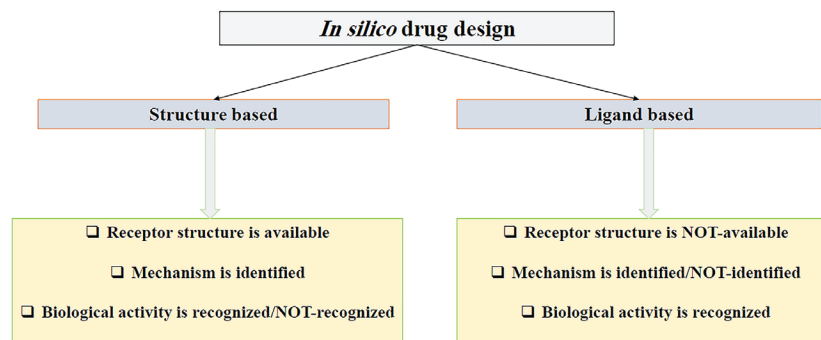 In silico drug design
Structure based
Ligand based
❑ Receptor structure is available
❑ Mechanism is identified
❑ Biological activity is recognized/NOT-recognized
❑ Receptor structure is NOT-available
❑ Mechanism is identified/NOT-identified
❑ Biological activity is recognized